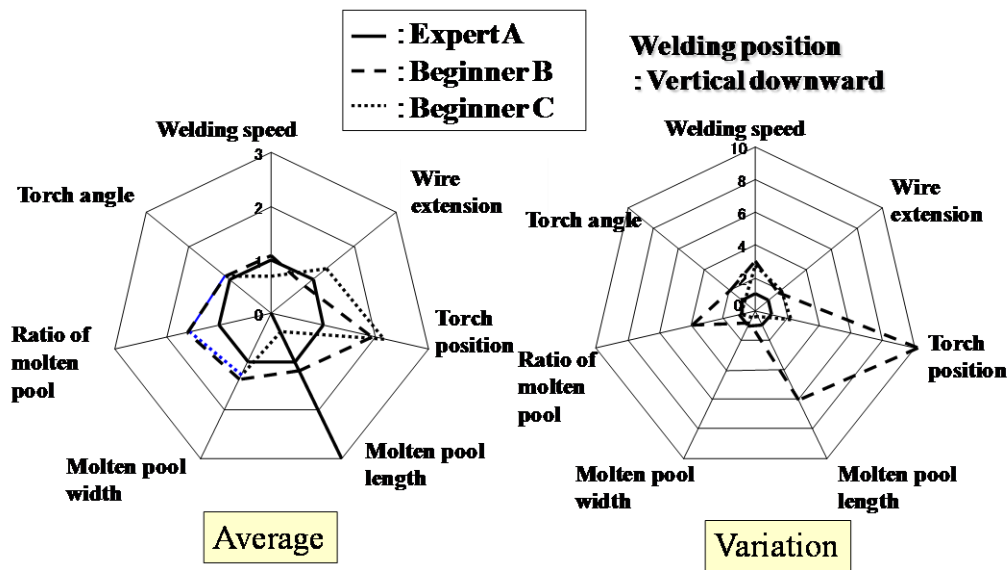 : Expert A
: Beginner B
: Beginner C
Welding position
: Vertical downward
Welding speed
3
2
1
0
Torch angle
Wire
extension
Torch
position
Ratio of
molten
pool
Molten pool
width
Molten pool
length
Average
Welding speed
10
8
6
4
2
0
Torch angle
Wire
extension
Torch
position
Ratio of
molten pool
Molten pool
width
Molten pool
length
Variation